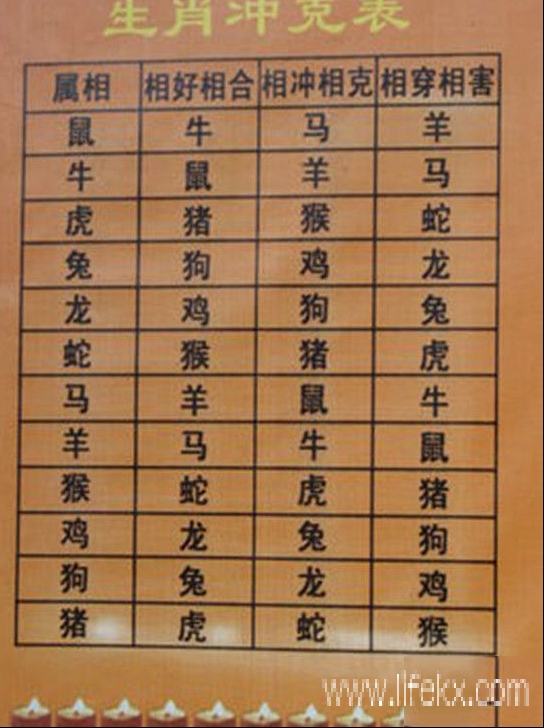 生肖冲克表
属相 相好相合 相冲相克 相穿相害
鼠 牛 马 羊
牛 鼠 羊 马
虎 猪 猴 蛇
兔 狗 鸡 龙
龙 鸡 狗 兔
蛇 猴 猪 虎
马 羊 鼠 牛
羊 马 牛 鼠
猴 蛇 虎 猪
鸡 龙 兔 狗
狗 兔 龙 鸡
猪 虎 蛇 猴
www.lifekx.com